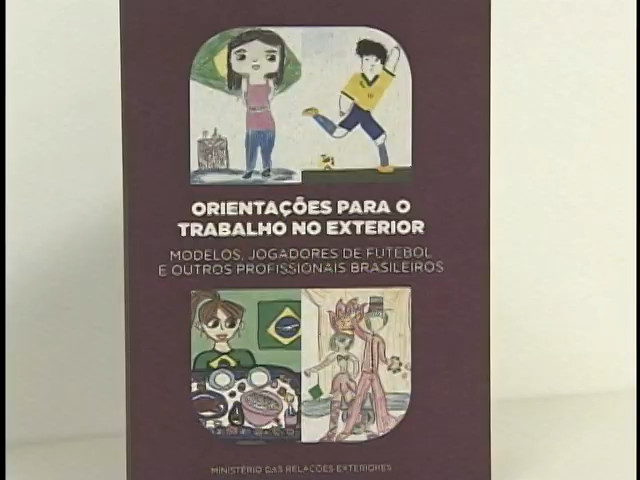 ORIENTAÇÕES PARA O
TRABALHO NO EXTERIOR
MODELOS, JOGADORES DE FUTEBOL
E OUTROS PROFISSIONAIS BRASILEIROS
MINISTÉRIO DAS RELAÇÕES EXTERIORES